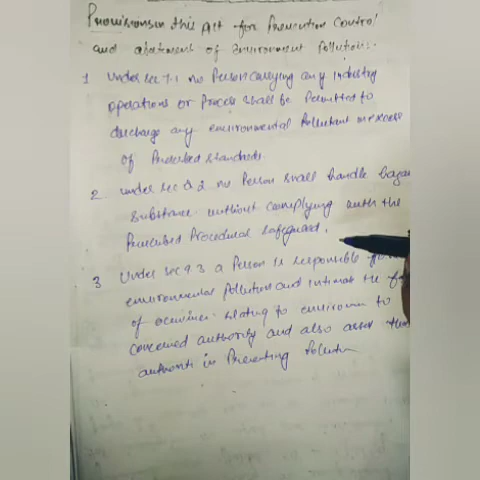 Provisions in this Act for Prevention Control
and abatement of Environment Pollution:-
1 Under sec 7.1 no Person carrying any industry
operations or Process shall be Permitted to
discharge any environmental Pollutant in excess
of Prescribed standards.
2 under sec 8.2 no Person shall handle
substance without complying with the
Prescribed Procedural safeguard.
3 Under sec 9.3 a Person is responsible
environmental Pollution and intimate the
of occurrence relating to environm to
concerned authority and also assist
authoriti in Preventing Pollution